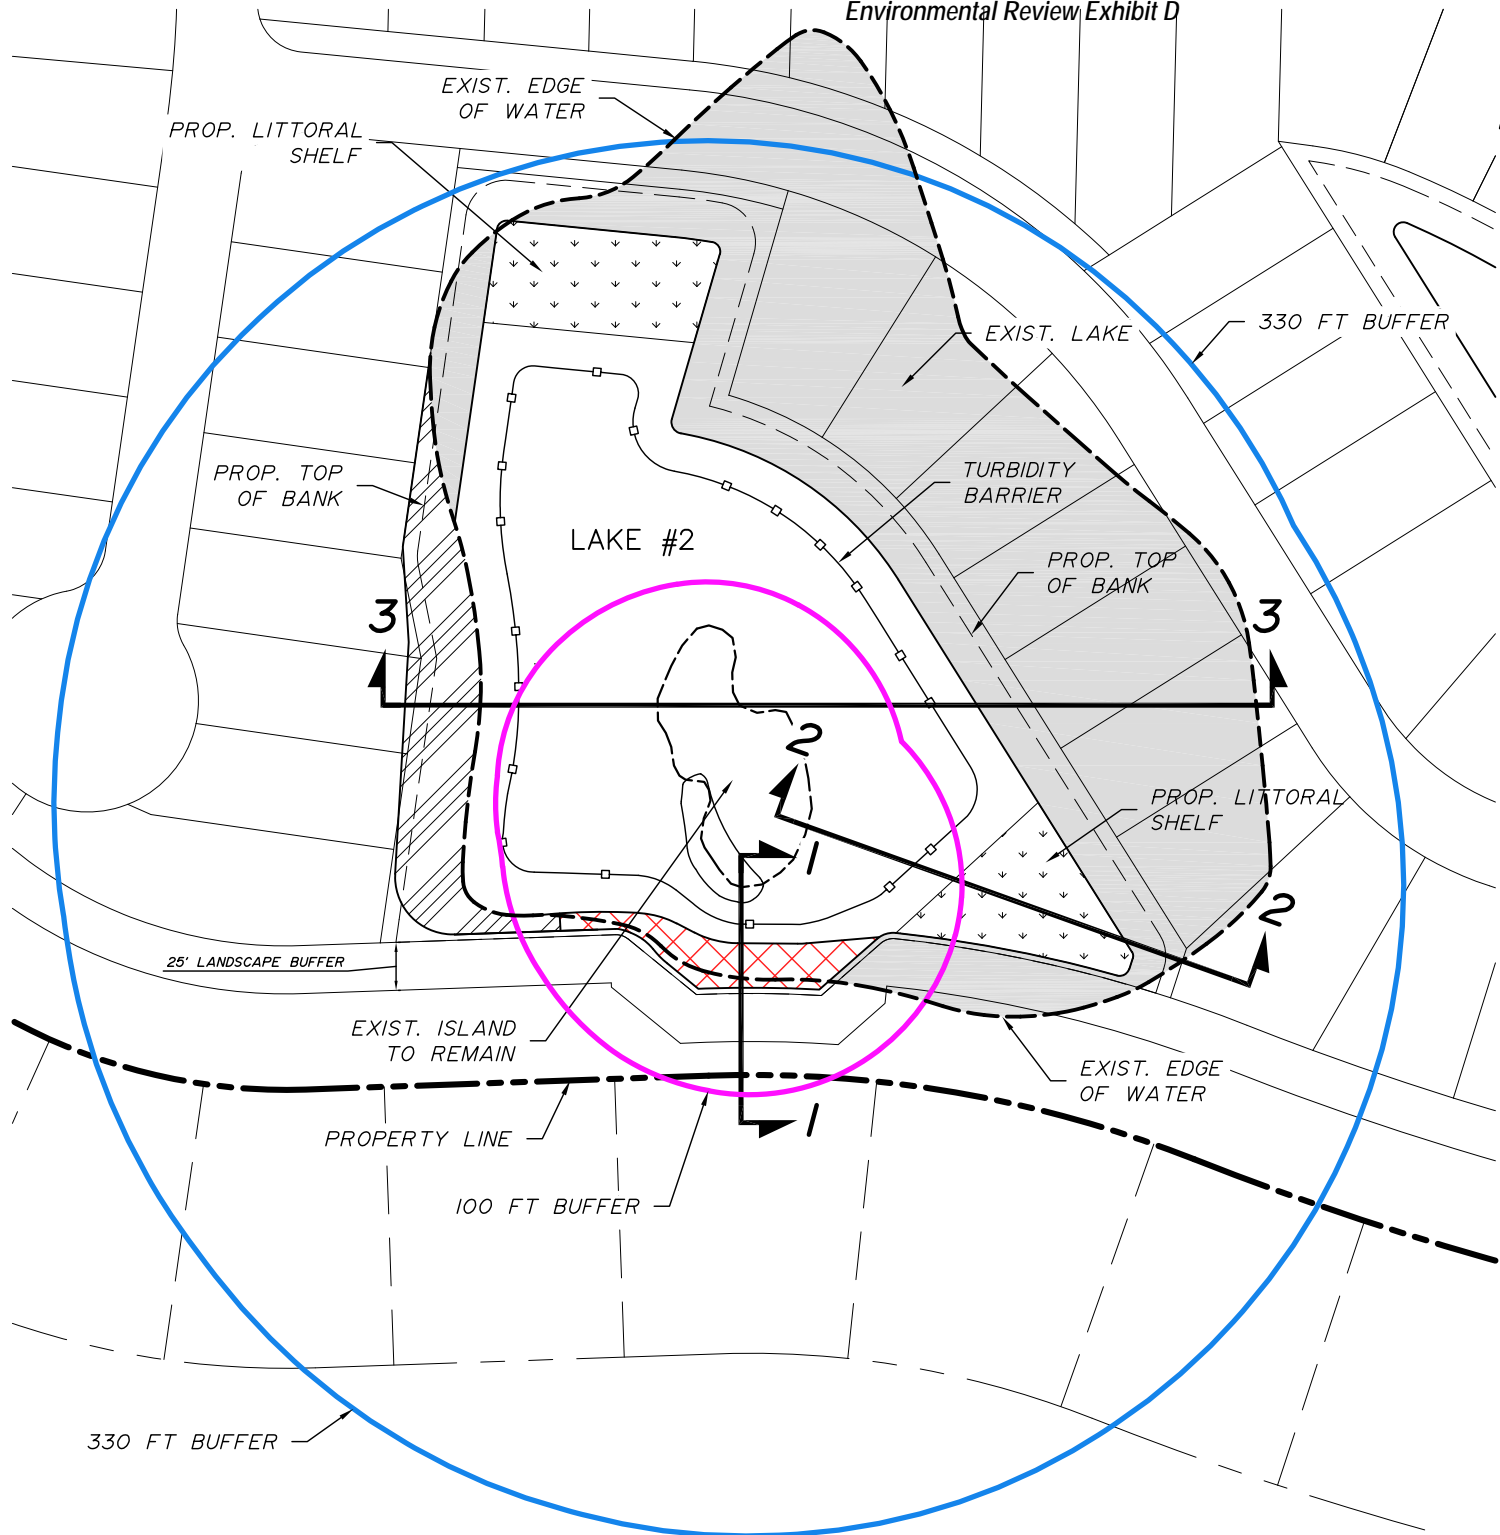 Environmental Review Exhibit D
EXIST. EDGE
OF WATER
PROP. LITTORAL
SHELF
330 FT BUFFER
EXIST. LAKE
PROP. TOP
OF BANK
TURBIDITY
BARRIER
LAKE #2
PROP. TOP
OF BANK
3
3
2
PROP. LITTORAL
SHELF
1
2
25' LANDSCAPE BUFFER
EXIST. ISLAND
TO REMAIN
EXIST. EDGE
OF WATER
PROPERTY LINE
1
100 FT BUFFER
330 FT BUFFER